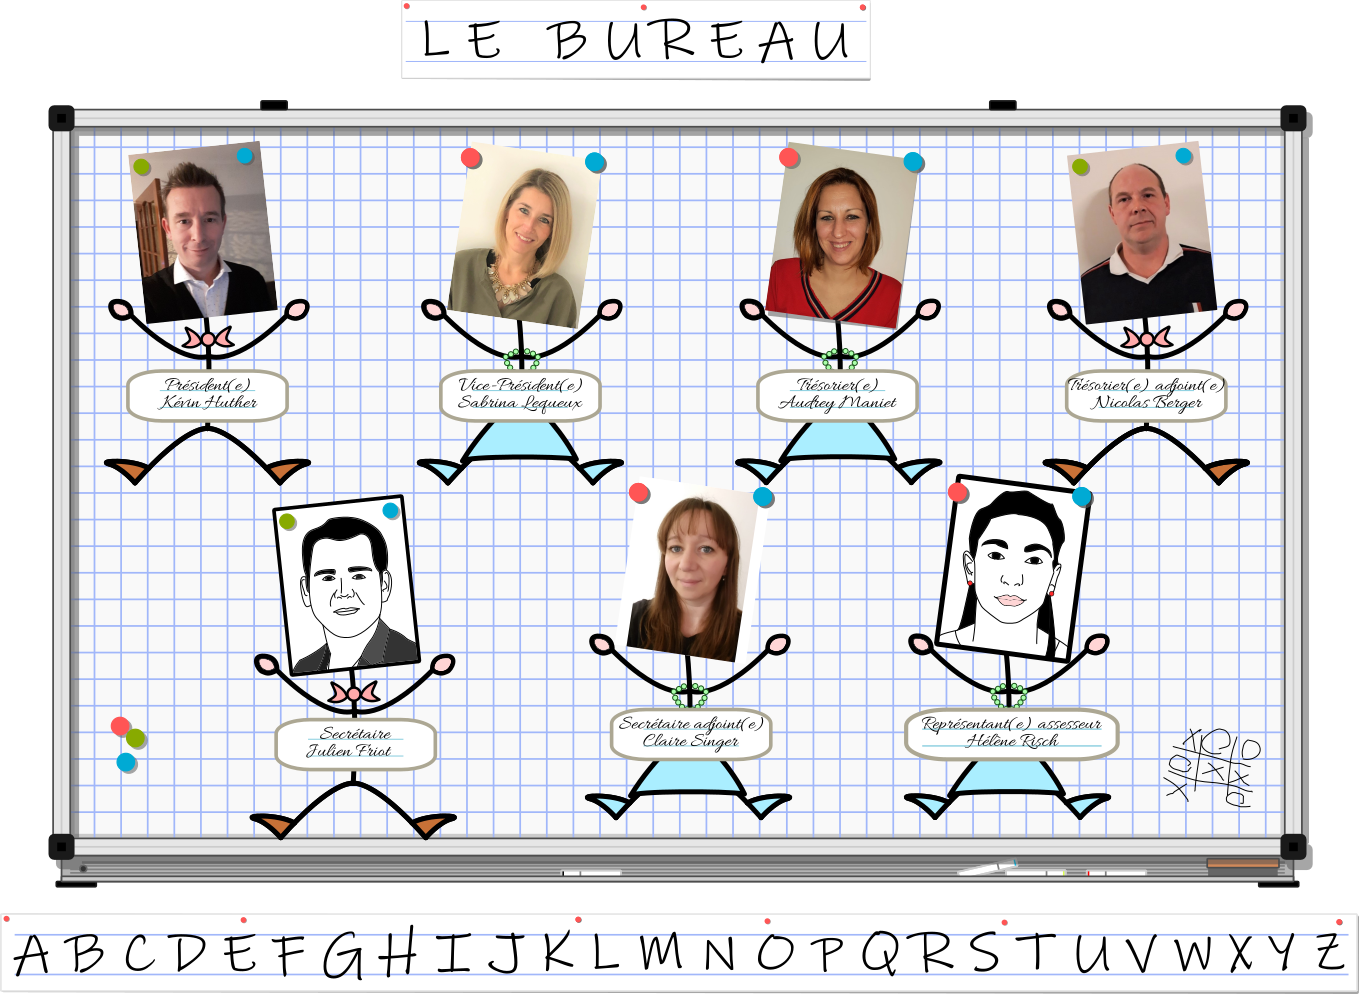 LE BUREAU
Président(e)
Kévin Huther
Vice-Président(e)
Sabrina Lequeux
Trésorier(e)
Audrey Maniet
Trésorier(e) adjoint(e)
Nicolas Berger
Secrétaire
Julien Friot
Secrétaire adjoint(e)
Claire Singer
Représentant(e) assesseur
Hélène Risch
X O O
O X X
X O O
A B C D E F G H I J K L M N O P Q R S T U V W X Y Z